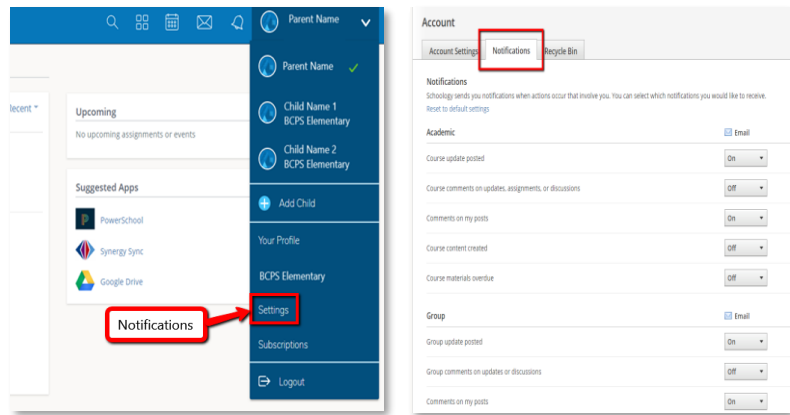 Parent Name
Parent Name
Child Name 1
BCPS Elementary
Child Name 2
BCPS Elementary
Add Child
Your Profile
BCPS Elementary
Settings
Subscriptions
Logout
Recent
Upcoming
No upcoming assignments or events
Suggested Apps
PowerSchool
Synergy Sync
Google Drive
Notifications
Account
Account Settings Notifications Recycle Bin
Notifications
Schoology sends you notifications when actions occur that involve you. You can select which notifications you would like to receive.
Reset to default settings
Academic Email
Course update posted On
Course comments on updates, assignments, or discussions Off
Comments on my posts On
Course content created Off
Course materials overdue Off
Group Email
Group update posted On
Group comments on updates or discussions Off
Comments on my posts On